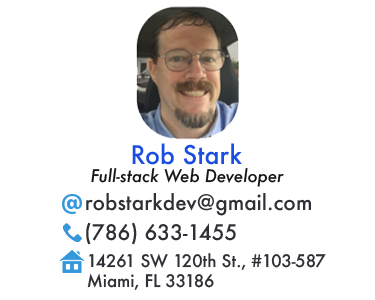 Rob Stark
Full-stack Web Developer
@robstarkdev@gmail.com
(786) 633-1455
14261 SW 120th St., #103-587
Miami, FL 33186